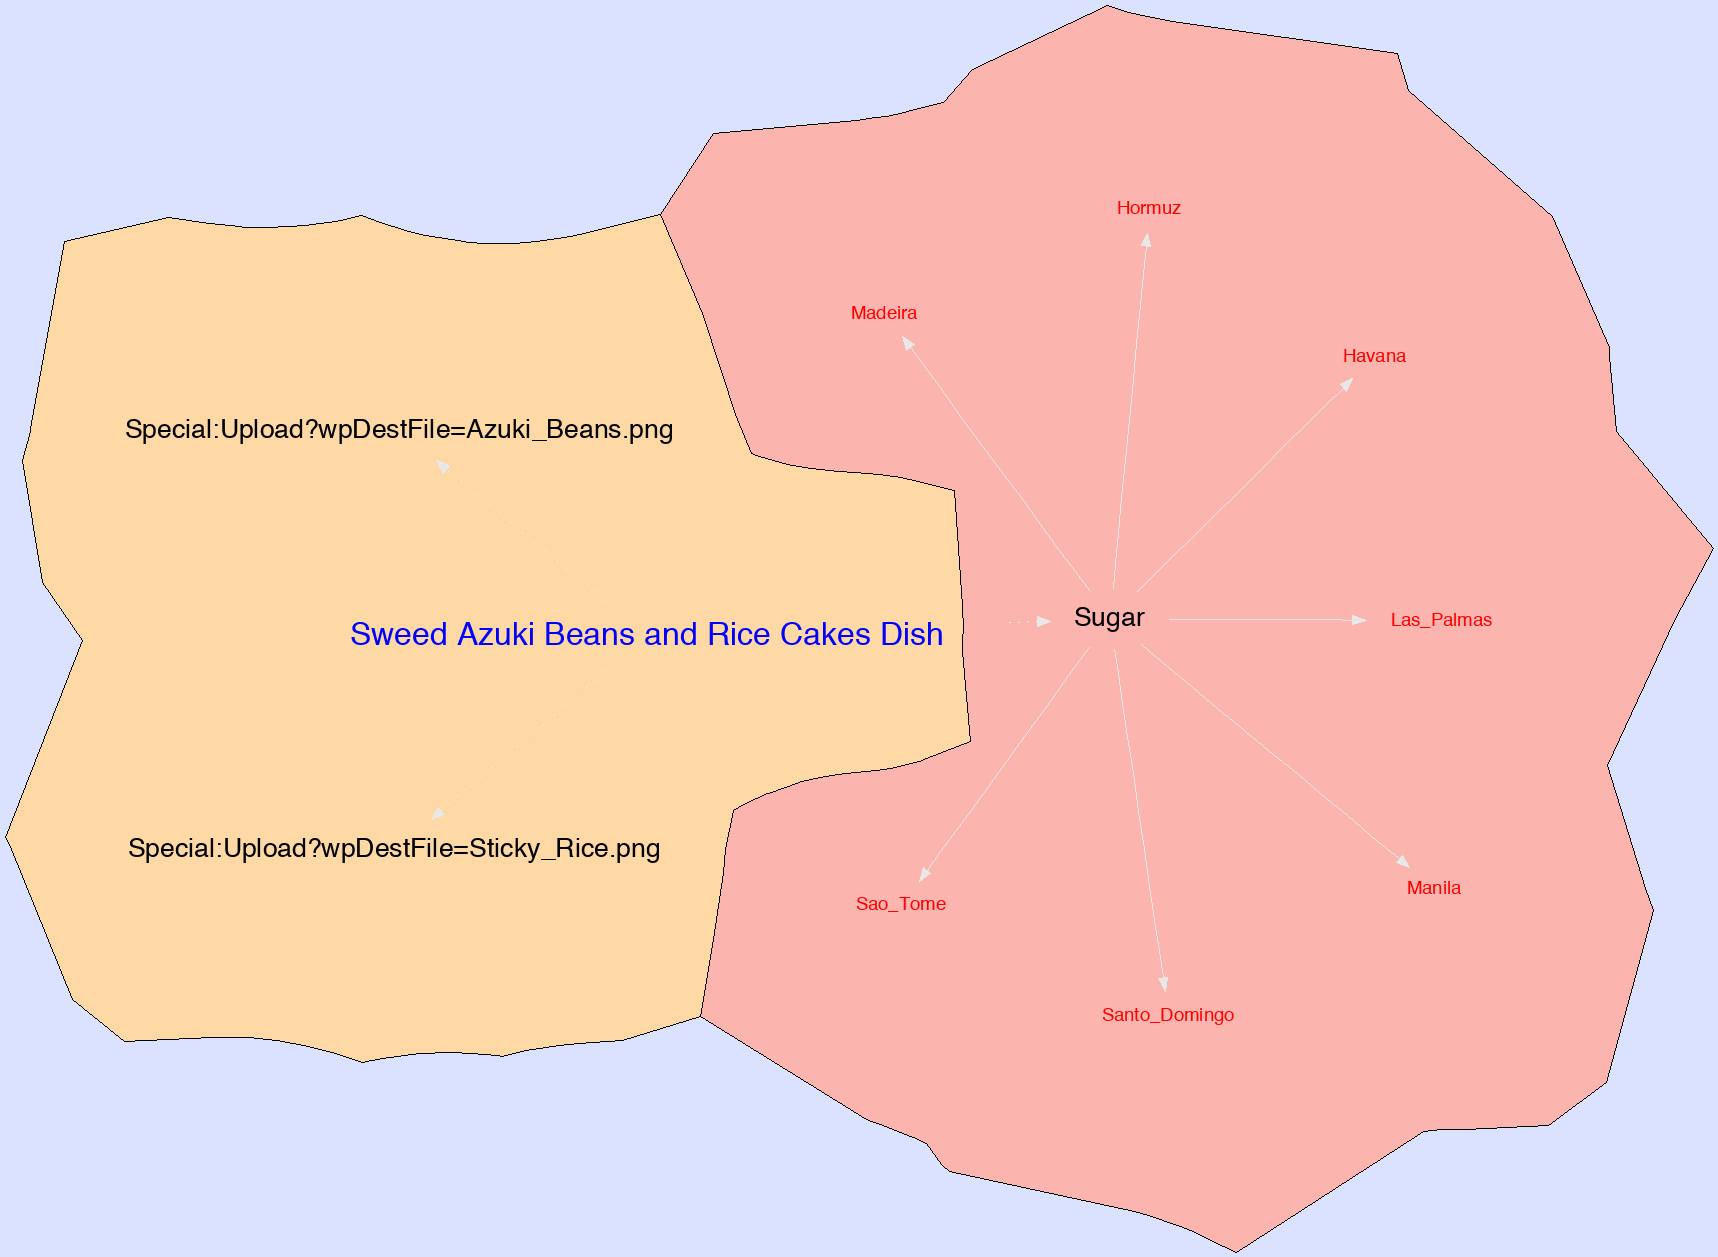 Hormuz
Madeira
Havana
Special:Upload?wpDestFile=Azuki_Beans.png
Sugar
Las_Palmas
Sweed Azuki Beans and Rice Cakes Dish
Special:Upload?wpDestFile=Sticky_Rice.png
Manila
Sao_Tome
Santo_Domingo